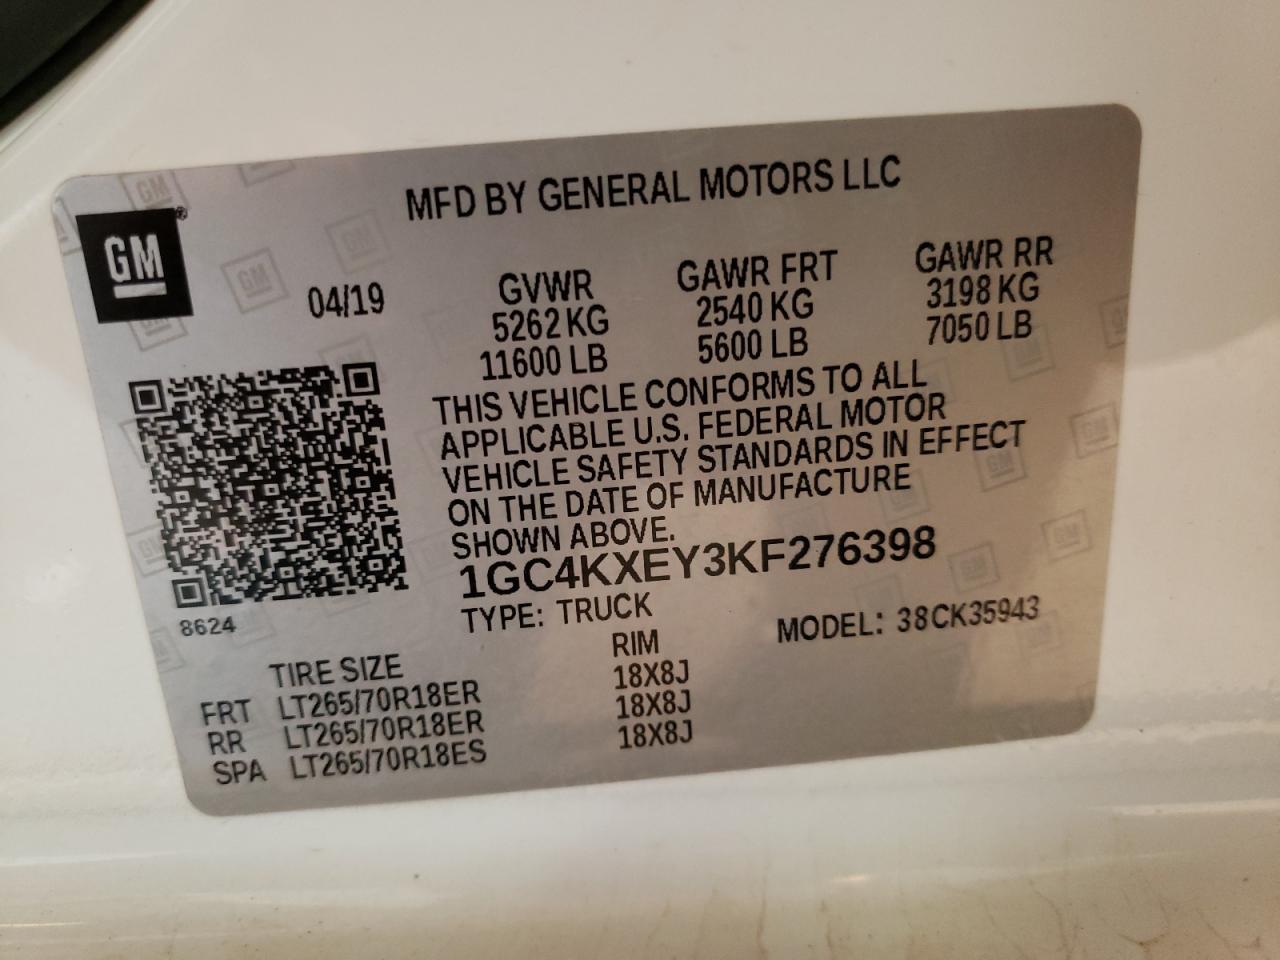 MFD BY GENERAL MOTORS LLC
GM
04/19
GVWR GAWR FRT GAWR RR
5262 KG 2540 KG 3198 KG
11600 LB 5600 LB 7050 LB
THIS VEHICLE CONFORMS TO ALL
APPLICABLE U.S. FEDERAL MOTOR
VEHICLE SAFETY STANDARDS IN EFFECT
ON THE DATE OF MANUFACTURE
SHOWN ABOVE.
1GC4KXEY3KF276398
8624
TYPE: TRUCK MODEL: 38CK35943
TIRE SIZE RIM
FRT LT265/70R18ER 18X8J
RR LT265/70R18ER 18X8J
SPA LT265/70R18ES 18X8J